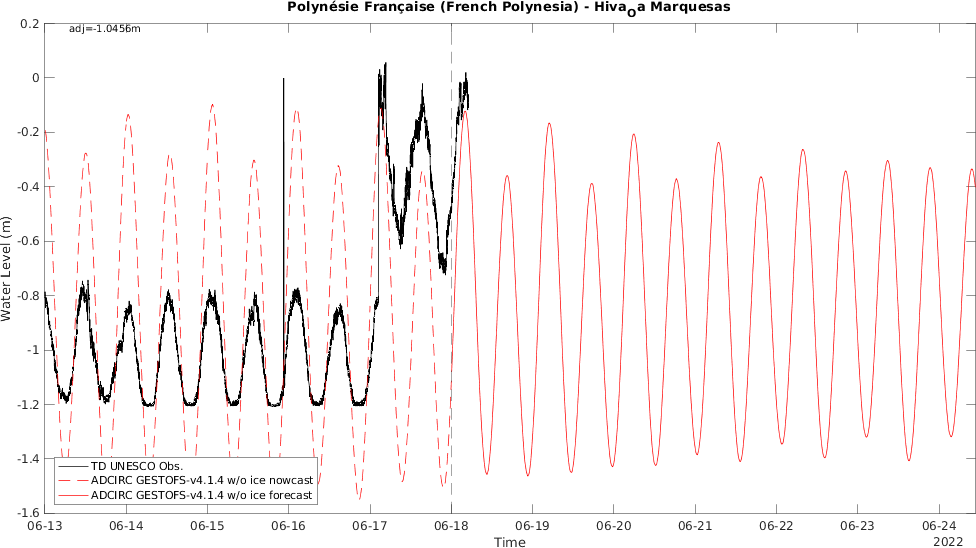 Polynésie Française (French Polynesia) - HivaOa Marquesas
adj=-1.0456m
0.2
0
-0.2
-0.4
-0.6
-0.8
-1
-1.2
-1.4
-1.6
Water Level (m)
TD UNESCO Obs.
ADCIRC GESTOFS-v4.1.4 w/o ice nowcast
ADCIRC GESTOFS-v4.1.4 w/o ice forecast
06-13 06-14 06-15 06-16 06-17 06-18 06-19 06-20 06-21 06-22 06-23 06-24
Time
2022